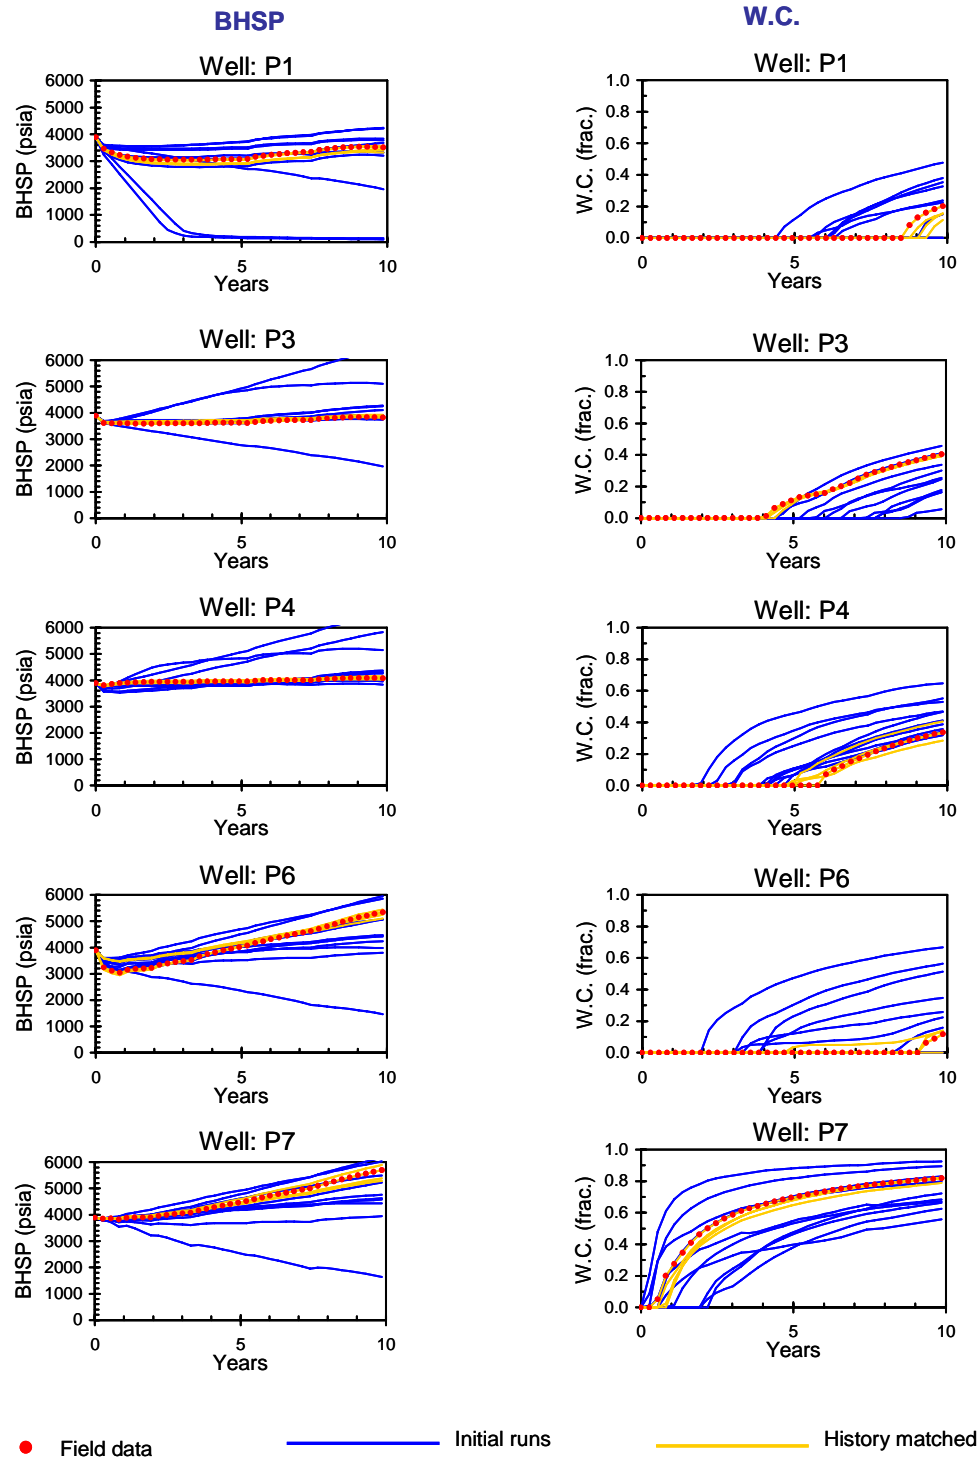 BHSP
W.C.
Well: P1
6000
5000
4000
3000
2000
1000
0
BHSP (psia)
0 5 10
Years
Well: P1
1.0
0.8
0.6
0.4
0.2
0.0
W.C. (frac.)
0 5 10
Years
Well: P3
6000
5000
4000
3000
2000
1000
0
BHSP (psia)
0 5 10
Years
Well: P3
1.0
0.8
0.6
0.4
0.2
0.0
W.C. (frac.)
0 5 10
Years
Well: P4
6000
5000
4000
3000
2000
1000
0
BHSP (psia)
0 5 10
Years
Well: P4
1.0
0.8
0.6
0.4
0.2
0.0
W.C. (frac.)
0 5 10
Years
Well: P6
6000
5000
4000
3000
2000
1000
0
BHSP (psia)
0 5 10
Years
Well: P6
1.0
0.8
0.6
0.4
0.2
0.0
W.C. (frac.)
0 5 10
Years
Well: P7
6000
5000
4000
3000
2000
1000
0
BHSP (psia)
0 5 10
Years
Well: P7
1.0
0.8
0.6
0.4
0.2
0.0
W.C. (frac.)
0 5 10
Years
Field data
Initial runs
History matched